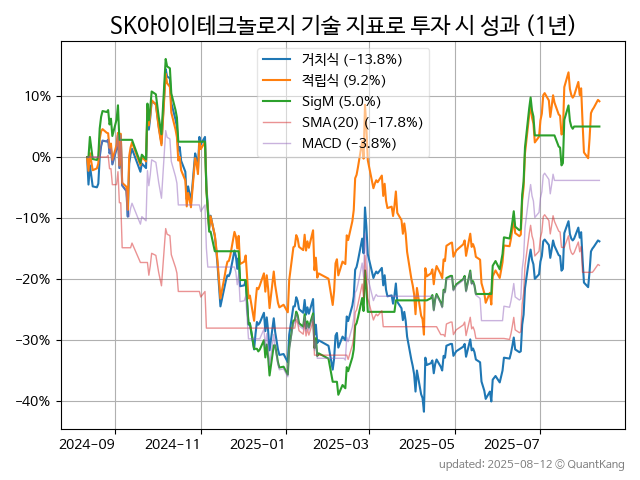 SK아이이테크놀로지 기술 지표로 투자 시 성과 (1년)
거치식 (−13.8%)
적립식 (9.2%)
SigM (5.0%)
SMA(20) (−17.8%)
MACD (−3.8%)
10%
0%
−10%
−20%
−30%
−40%
2024−09
2024−11
2025−01
2025−03
2025−05
2025−07
updated: 2025-08-12 © QuantKang